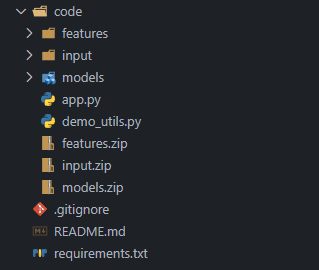 code
features
input
models
app.py
demo_utils.py
features.zip
input.zip
models.zip
.gitignore
README.md
requirements.txt